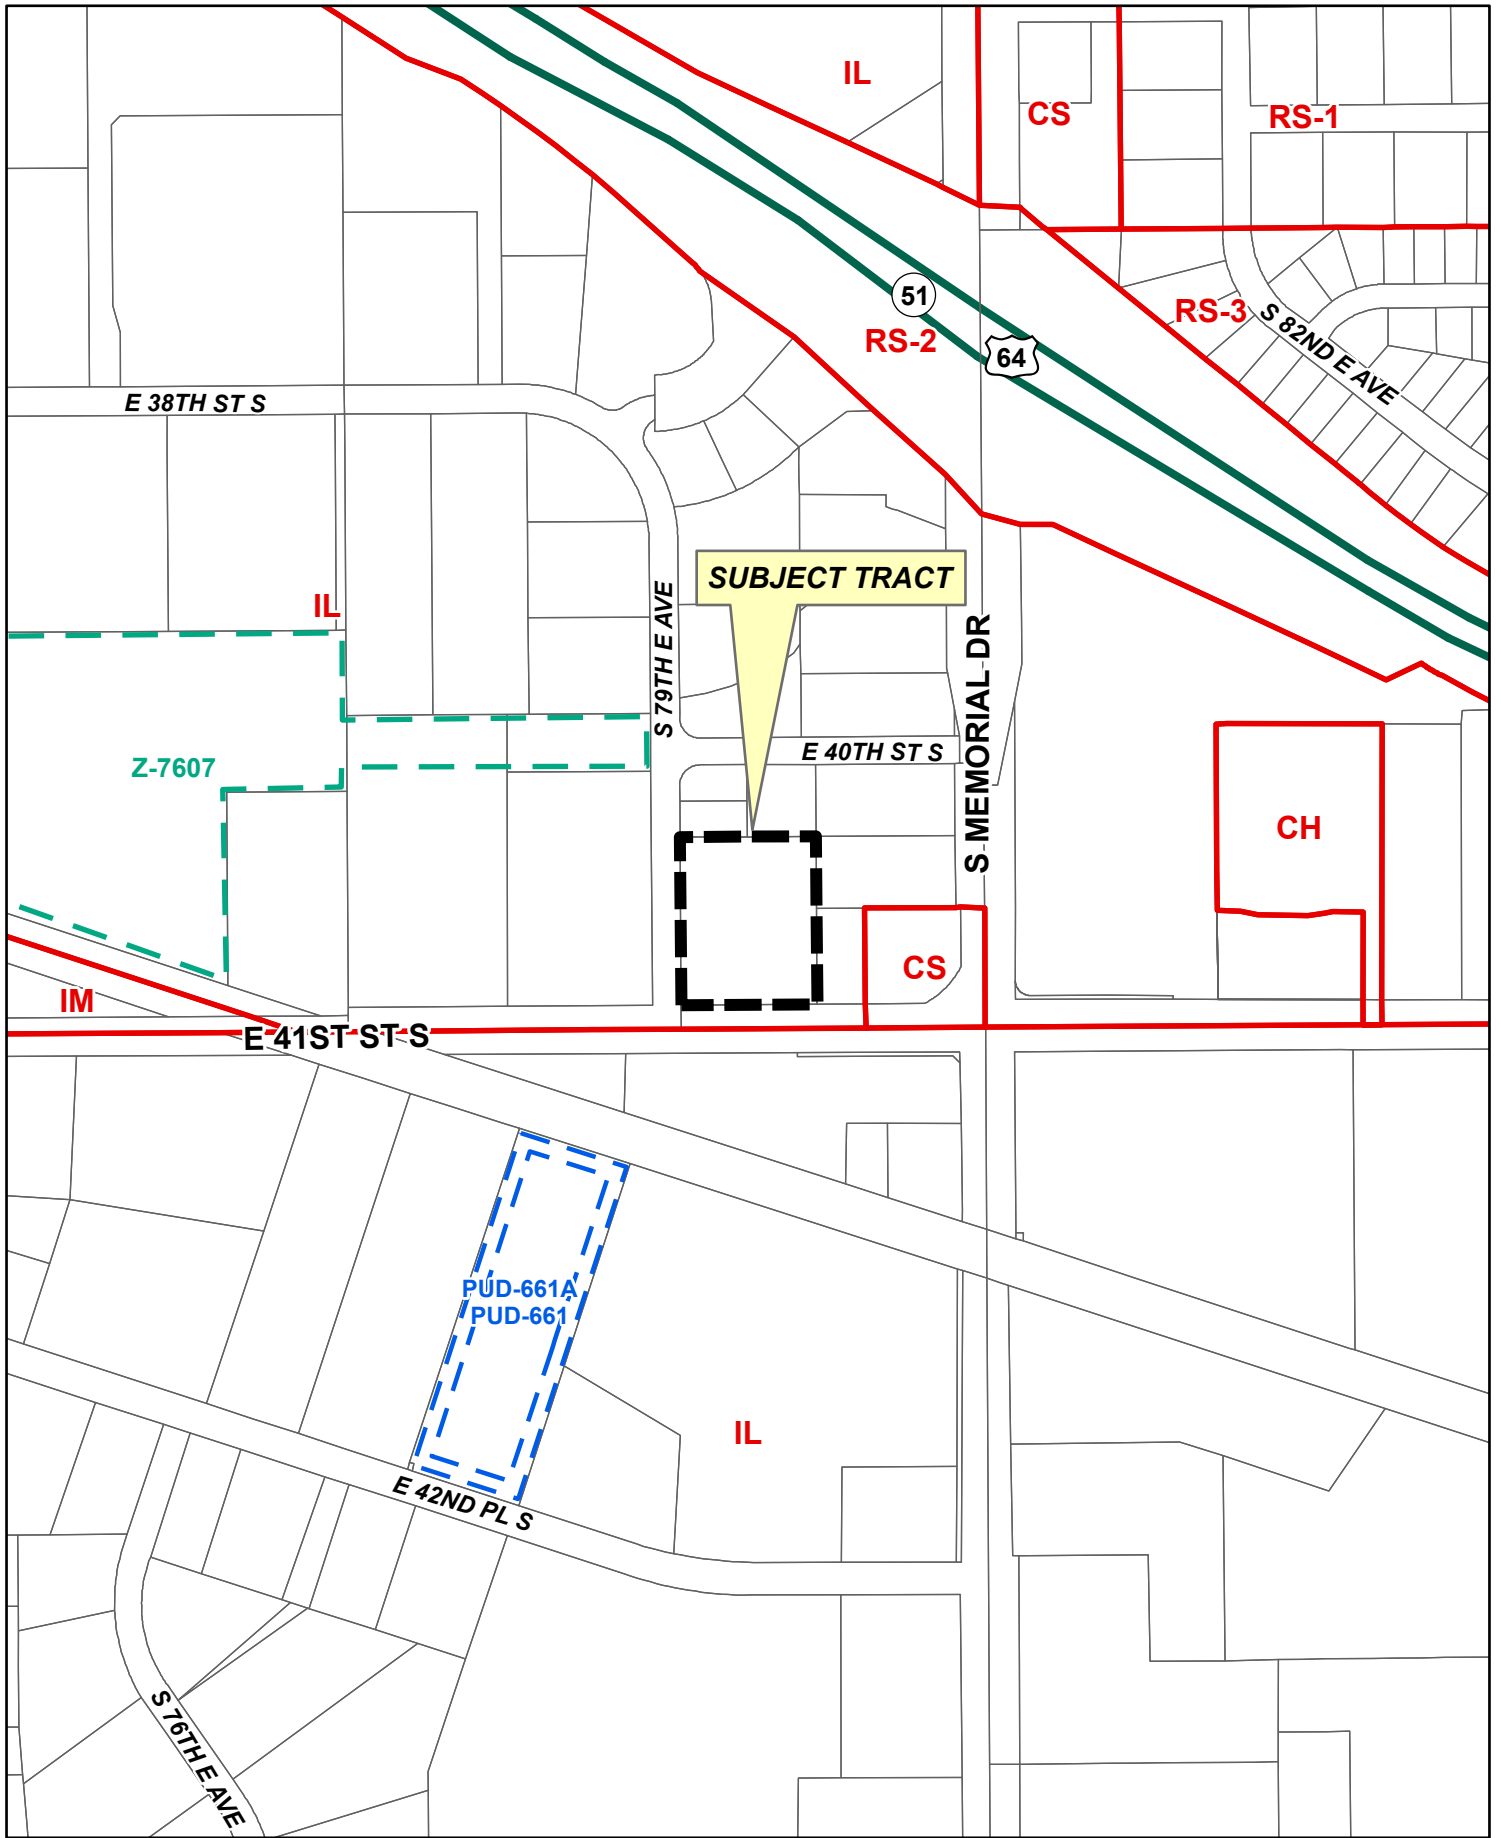 IL
CS
RS-1
51
RS-3
S 82ND E AVE
RS-2
64
E 38TH ST S
SUBJECT TRACT
IL
S 79TH E AVE
S MEMORIAL DR
E 40TH ST S
Z-7607
CH
CS
IM
E 41ST ST S
PUD-661A
PUD-661
IL
E 42ND PL S
S 76TH E AVE